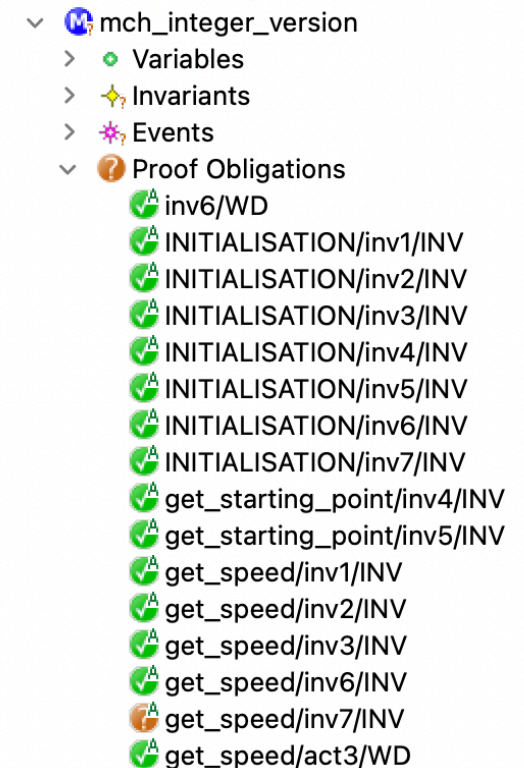 mch_integer_version
Variables
Invariants
Events
Proof Obligations
inv6/WD
INITIALISATION/inv1/INV
INITIALISATION/inv2/INV
INITIALISATION/inv3/INV
INITIALISATION/inv4/INV
INITIALISATION/inv5/INV
INITIALISATION/inv6/INV
INITIALISATION/inv7/INV
get_starting_point/inv4/INV
get_starting_point/inv5/INV
get_speed/inv1/INV
get_speed/inv2/INV
get_speed/inv3/INV
get_speed/inv6/INV
get_speed/inv7/INV
get_speed/act3/WD